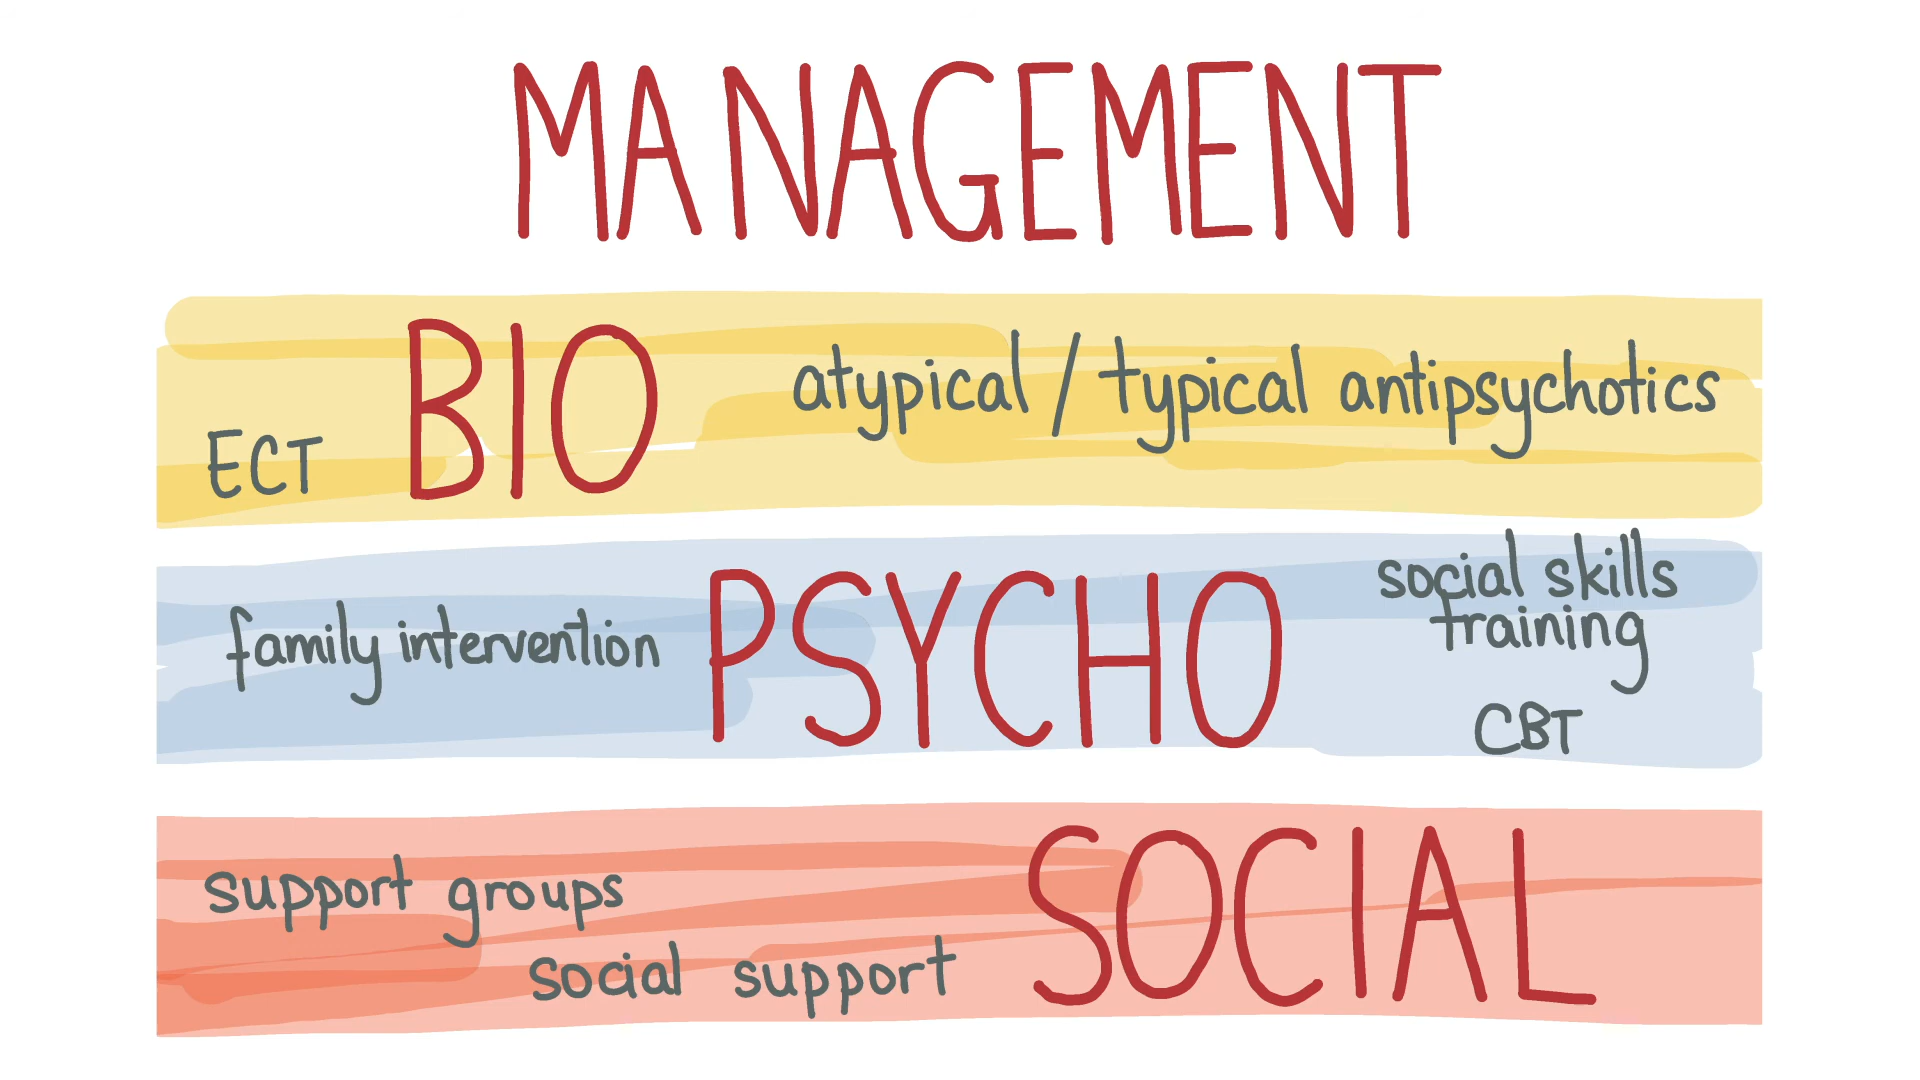 MANAGEMENT
BIO
atypical / typical antipsychotics
ECT
PSYCHO
family intervention
social skills
training
CBT
SOCIAL
support groups
social support